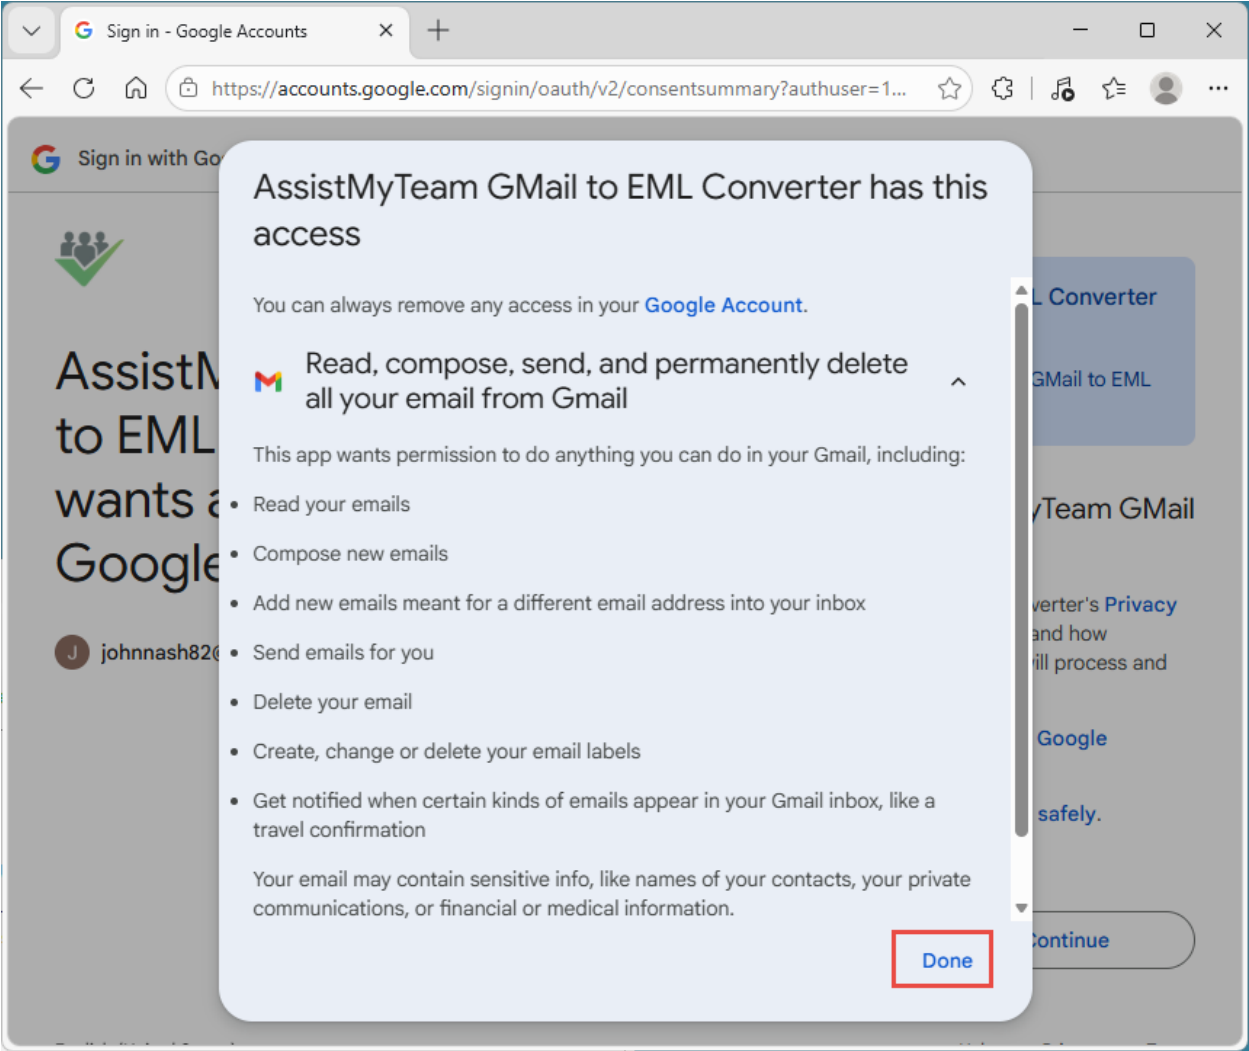 Sign in - Google Accounts
https://accounts.google.com/signin/oauth/v2/consentsummary?authuser=1...
Sign in with Go
AssistMyTeam GMail to EML Converter has this
access
You can always remove any access in your Google Account.
Read, compose, send, and permanently delete
all your email from Gmail
This app wants permission to do anything you can do in your Gmail, including:
• Read your emails
• Compose new emails
• Add new emails meant for a different email address into your inbox
• Send emails for you
• Delete your email
• Create, change or delete your email labels
• Get notified when certain kinds of emails appear in your Gmail inbox, like a
travel confirmation
Your email may contain sensitive info, like names of your contacts, your private
communications, or financial or medical information.
Done
AssistM
to EML
wants a
Google
J johnnash82@
L Converter
GMail to EML
yTeam GMail
verter's Privacy
and how
ill process and
Google
safely.
Continue